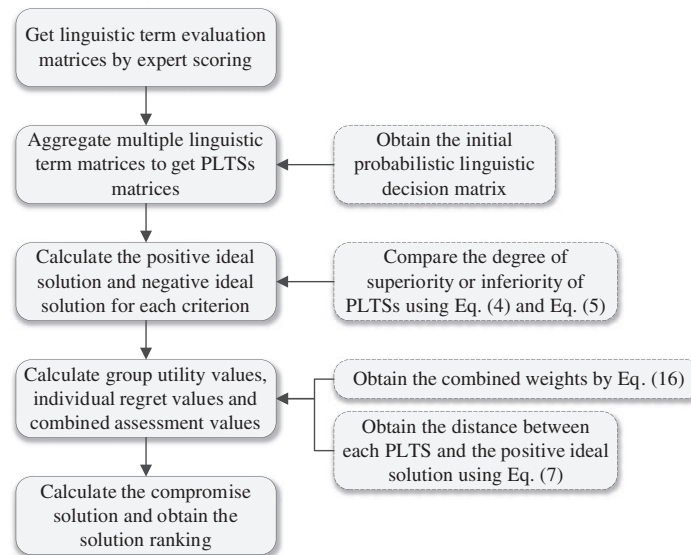 Get linguistic term evaluation
matrices by expert scoring
Aggregate multiple linguistic
term matrices to get PLTSs
matrices
Obtain the initial
probabilistic linguistic
decision matrix
Calculate the positive ideal
solution and negative ideal
solution for each criterion
Compare the degree of
superiority or inferiority of
PLTSs using Eq. (4) and Eq. (5)
Calculate group utility values,
individual regret values and
combined assessment values
Obtain the combined weights by Eq. (16)
Obtain the distance between
each PLTS and the positive ideal
solution using Eq. (7)
Calculate the compromise
solution and obtain the
solution ranking